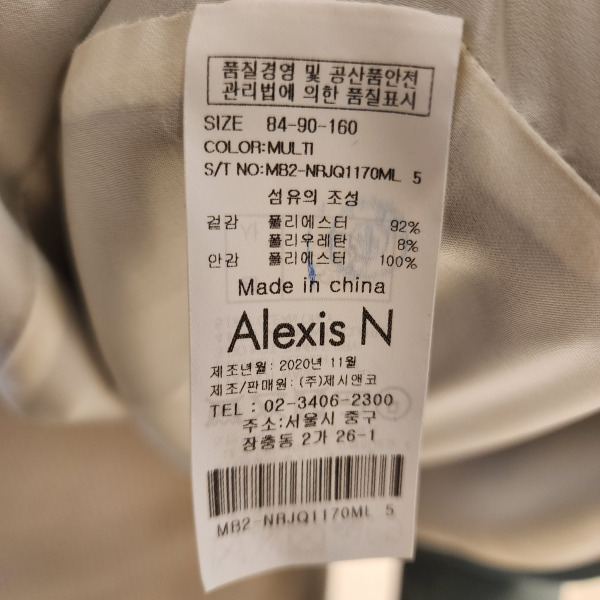 품질경영 및 공산품안전
관리법에 의한 품질표시
SIZE 84-90-160
COLOR:MULTI
S/T NO:MB2-NRJQ1170ML 5
섬유의 조성
겉감 폴리에스터 92%
폴리우레탄 8%
안감 폴리에스터 100%
Made in china
Alexis N
제조년월 : 2020년 11월
제조/판매원 : (주)제시앤코
TEL : 02-3406-2300
주소:서울시 중구
장충동 2가 26-1
MB2-NRJQ1170ML 5